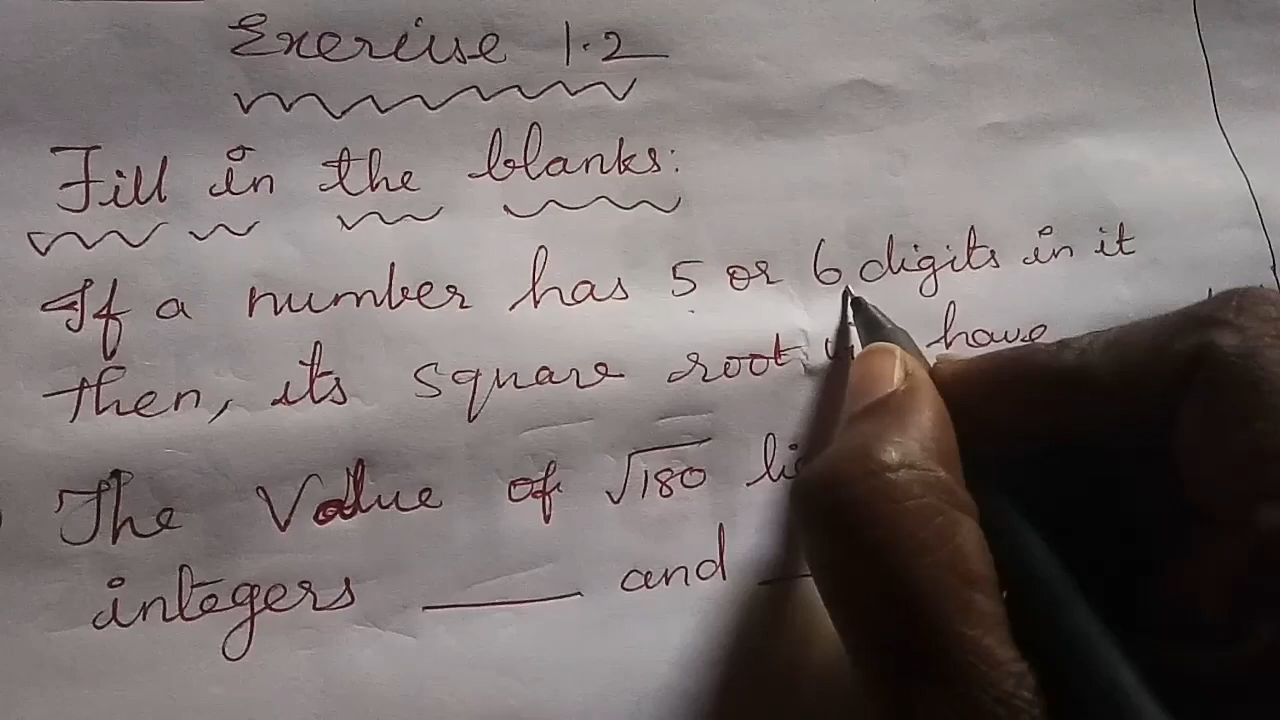 Exercise 1.2
Fill in the blanks:
If a number has 5 or 6 digits in it
then, its square root have
The Value of √180
integers ____ and